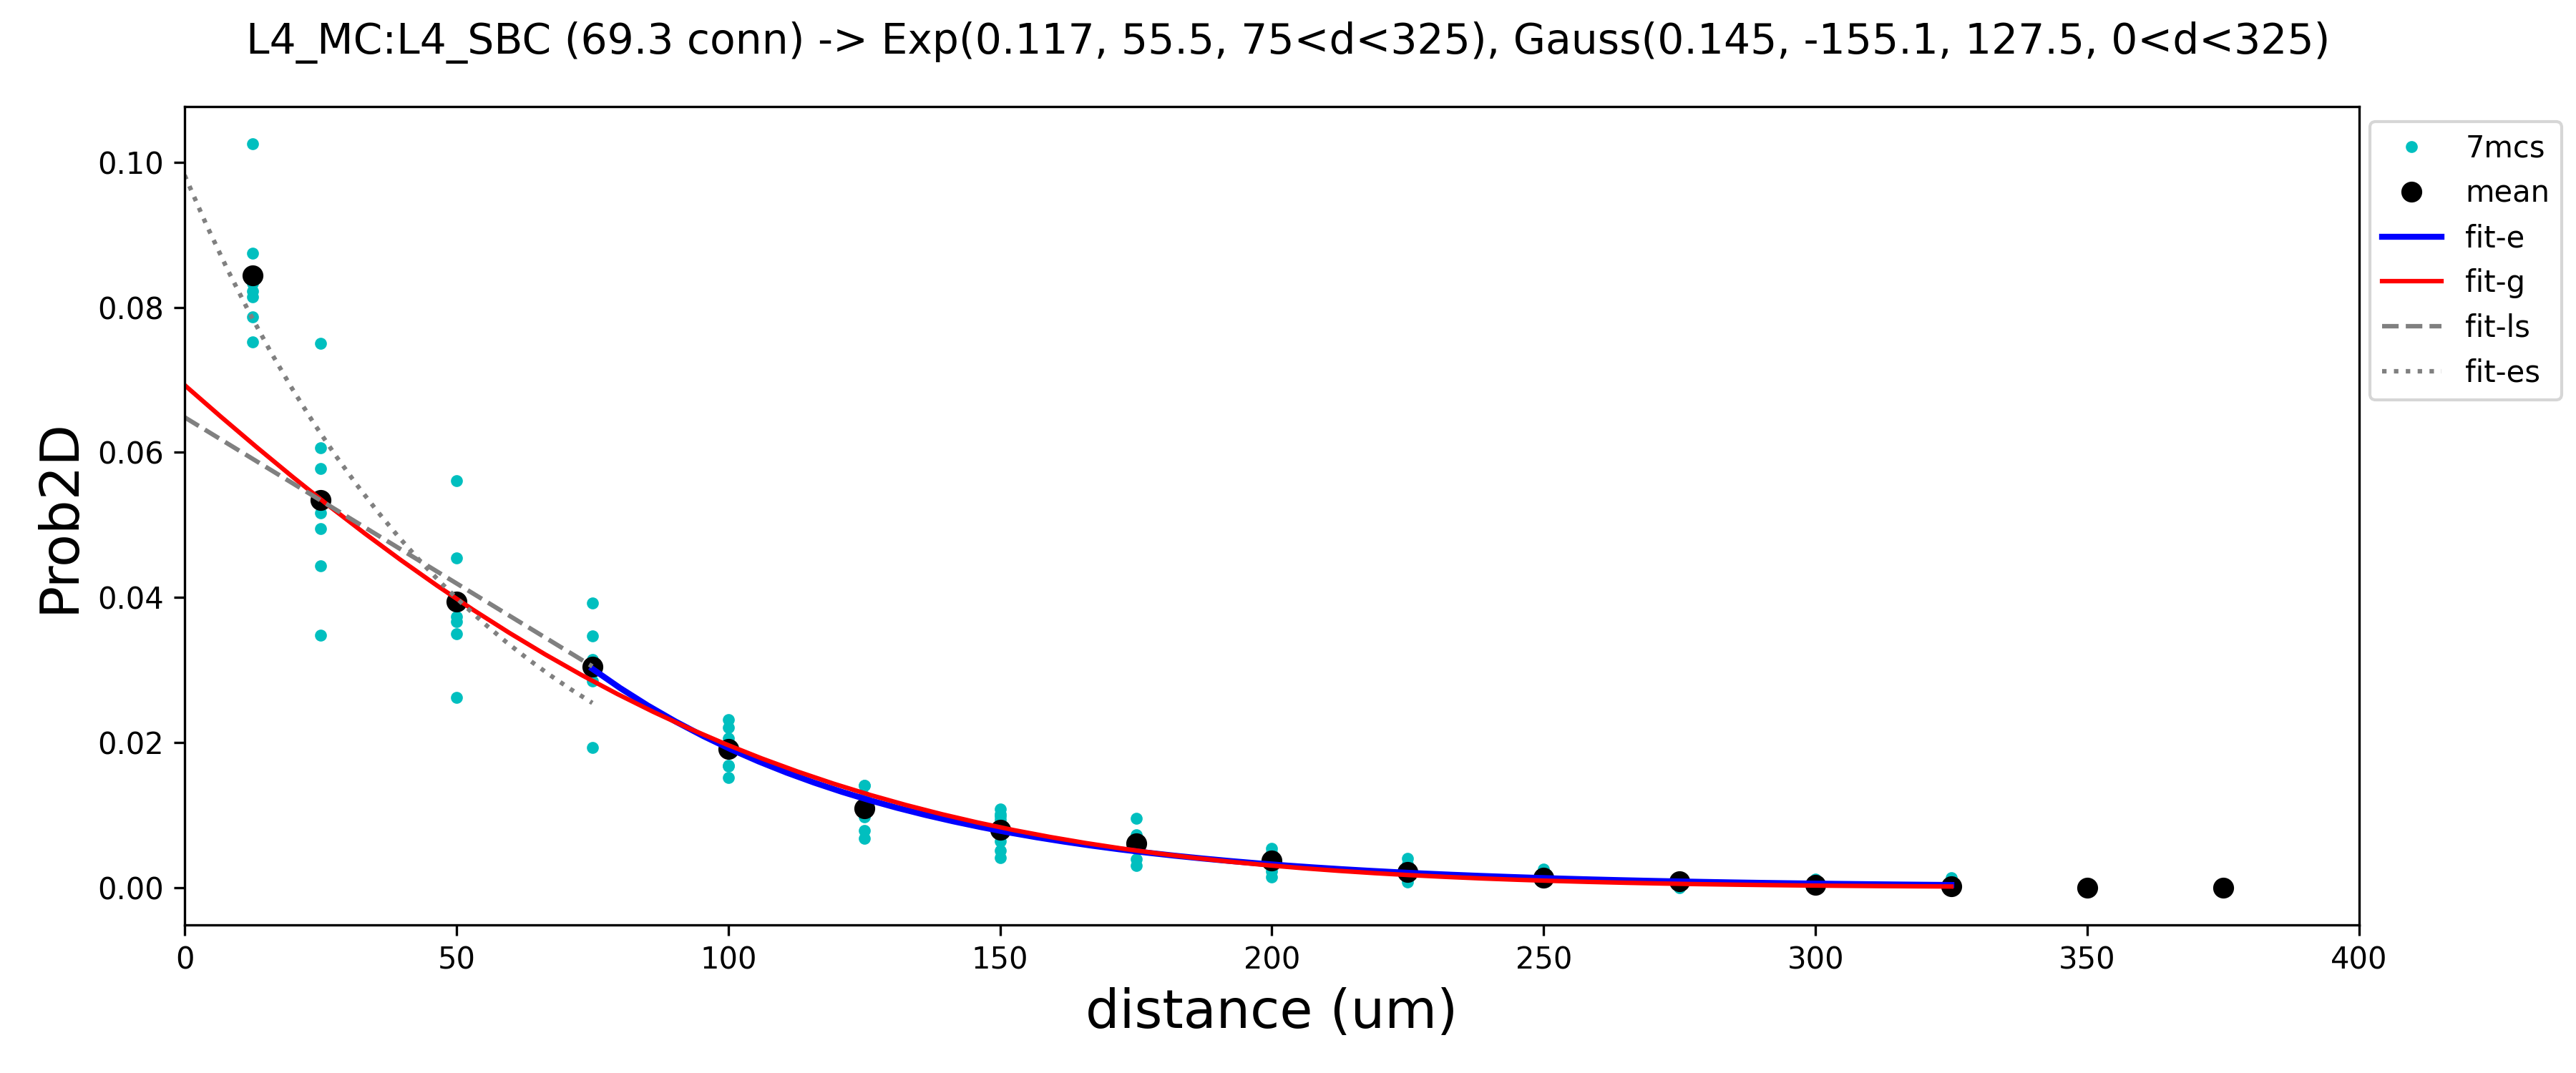 L4_MC:L4_SBC (69.3 conn) -> Exp(0.117, 55.5, 75<d<325), Gauss(0.145, -155.1, 127.5, 0<d<325)
7mcs
mean
fit-e
fit-g
fit-ls
fit-es
Prob2D
0.10
0.08
0.06
0.04
0.02
0.00
0 50 100 150 200 250 300 350 400
distance (um)